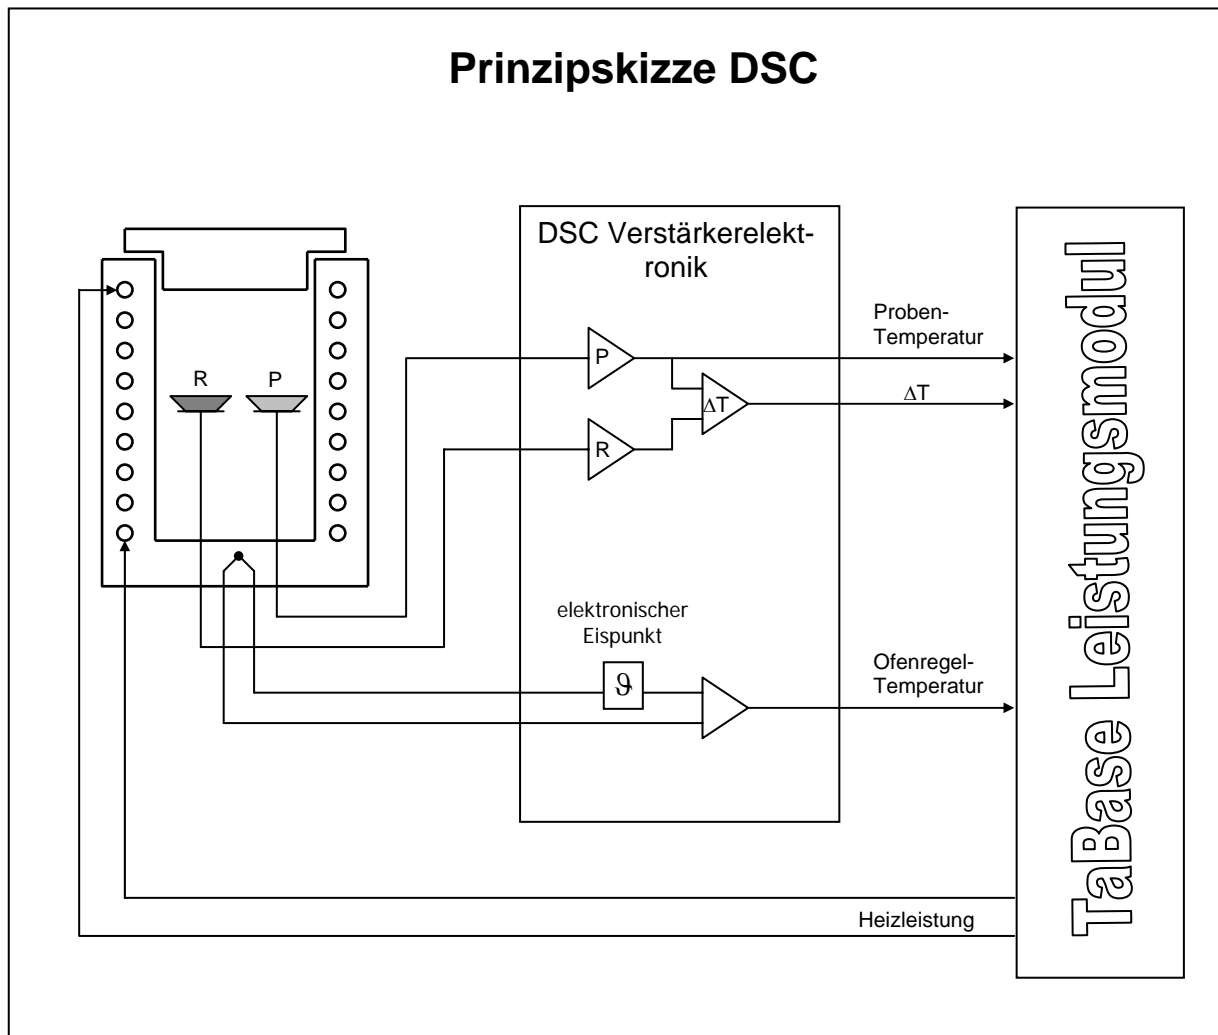 Prinzipskizze DSC
DSC Verstärkerelekt-
ronik
R
P
P
R
ΔT
Proben-
Temperatur
ΔT
elektronischer
Eispunkt
ϑ
Ofenregel-
Temperatur
Heizleistung
TaBase Leistungsmodul